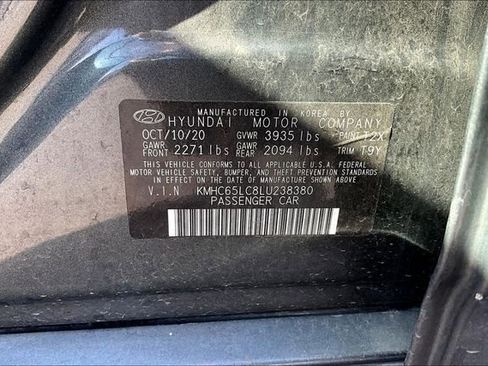 MANUFACTURED IN KOREA BY
HYUNDAI MOTOR COMPANY
OCT/10/20 GVWR 3935 lbs PAINT T2X
GAWR FRONT 2271 lbs GAWR REAR 2094 lbs TRIM T9Y
THIS VEHICLE CONFORMS TO ALL APPLICABLE U.S.A. FEDERAL
MOTOR VEHICLE SAFETY, BUMPER, AND THEFT PREVENTION STANDARDS
IN EFFECT ON THE DATE OF MANUFACTURE SHOWN ABOVE.
V.I.N KMHC65LC8LU238380
PASSENGER CAR